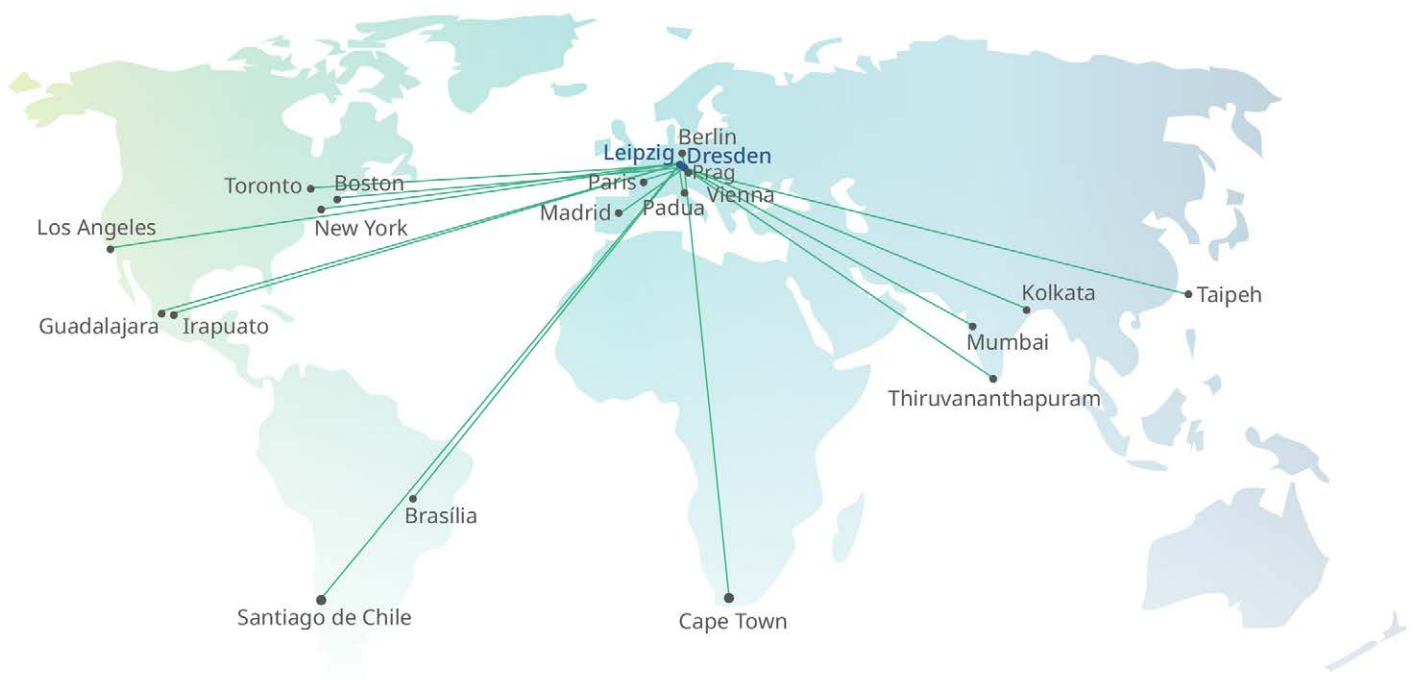 Berlin
Leipzig
Dresden
Prag
Paris
Toronto
Boston
Vienna
Madrid
Padua
Los Angeles
New York
Kolkata
Taipeh
Guadalajara
Irapuato
Mumbai
Thiruvananthapuram
Brasília
Santiago de Chile
Cape Town